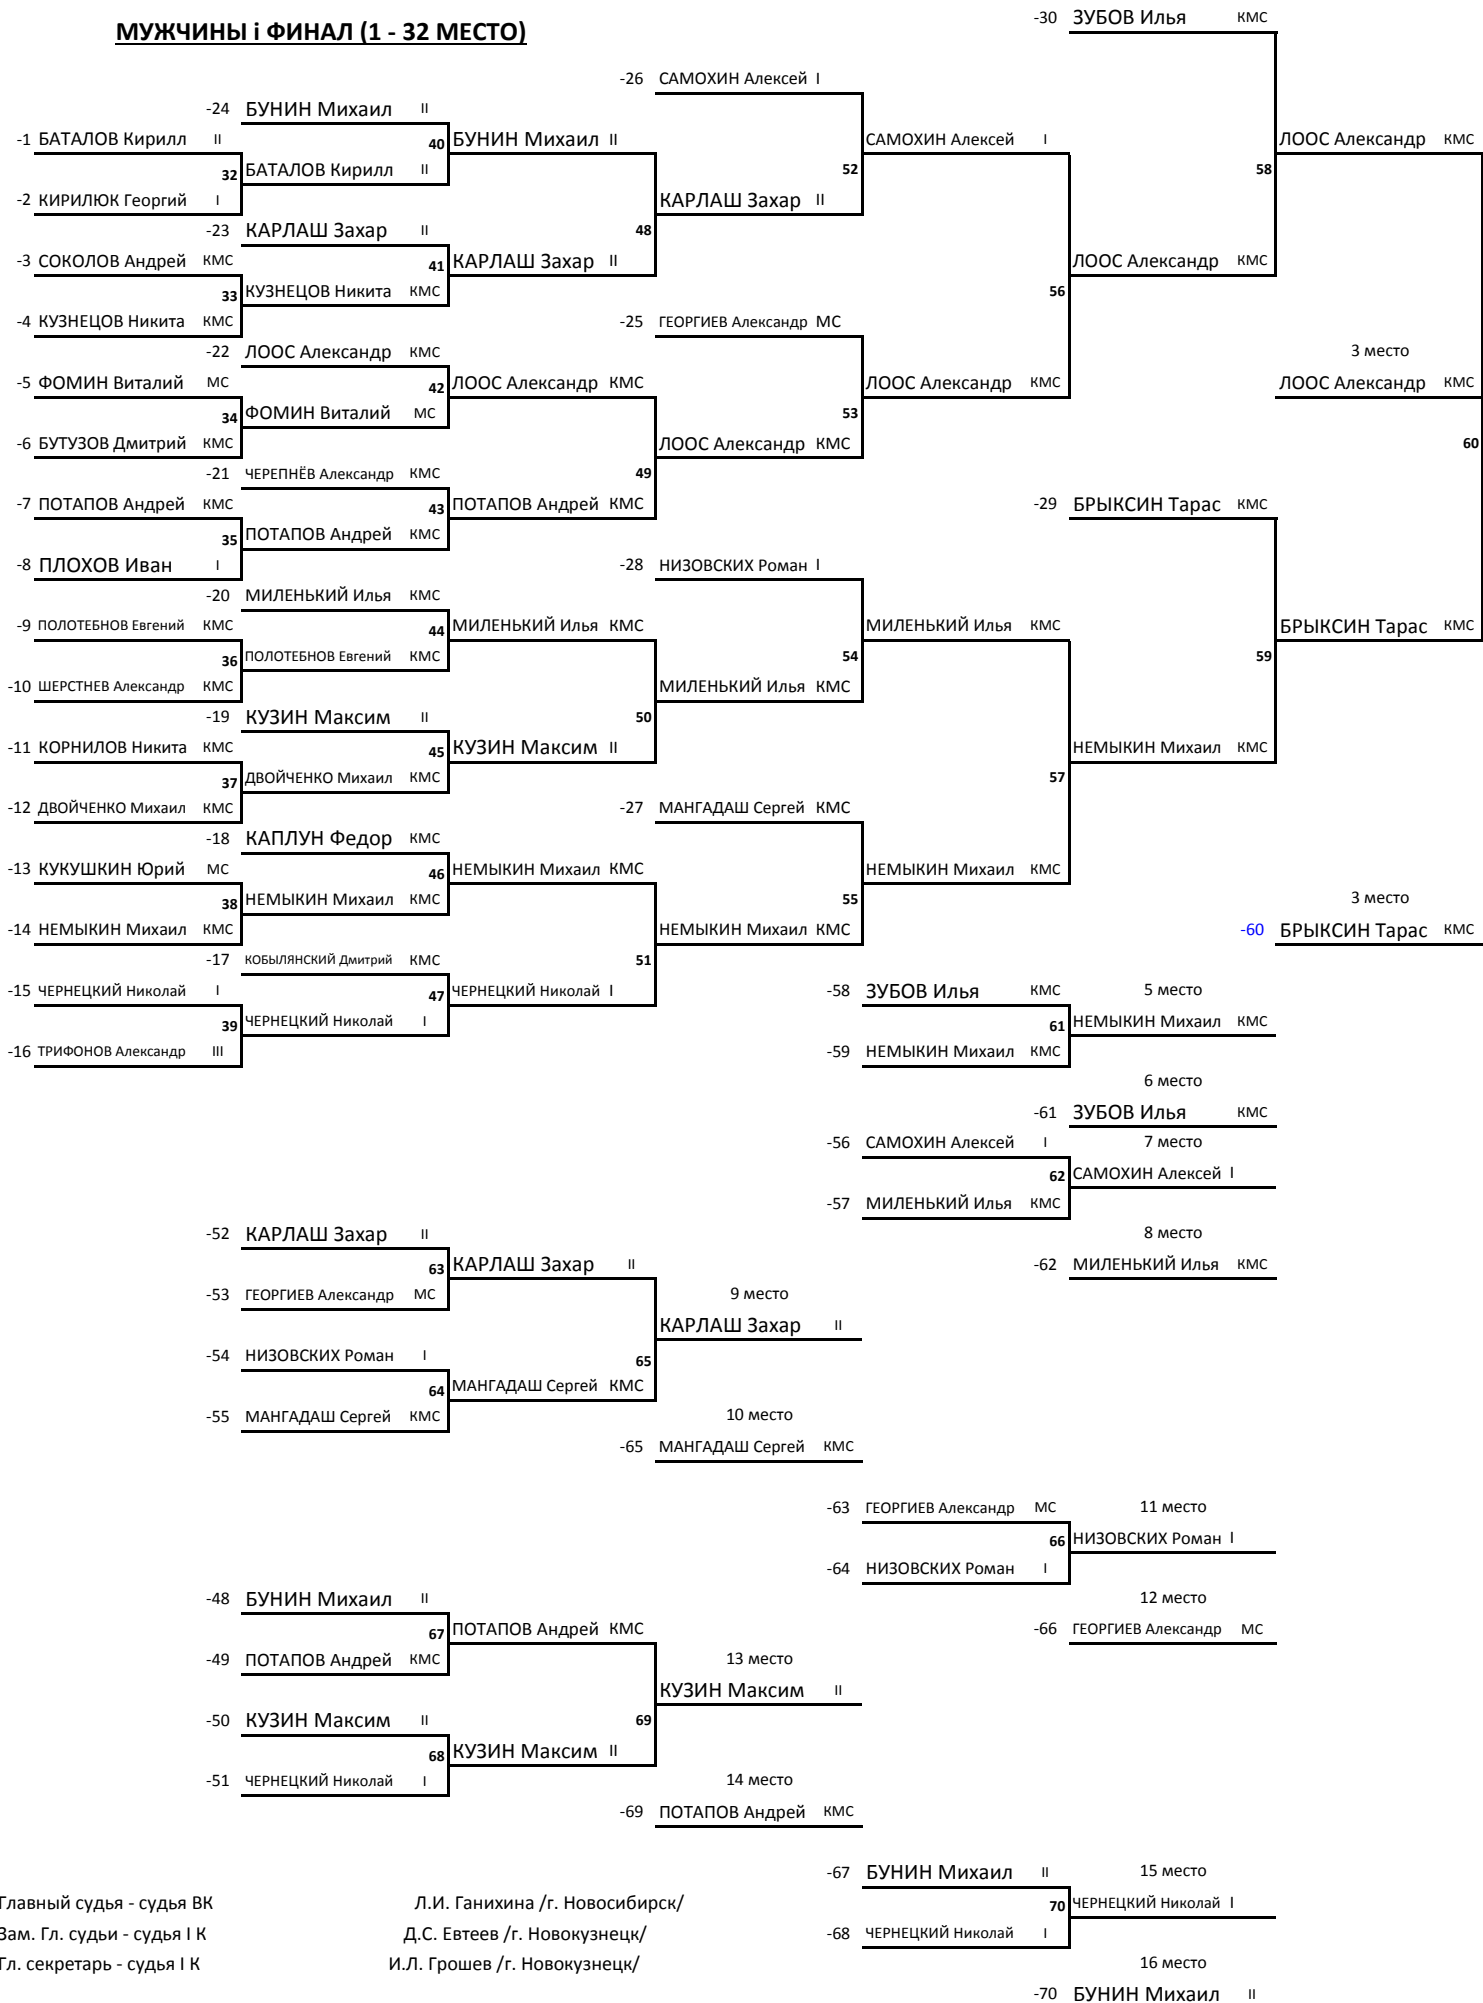 -30 ЗУБОВ Илья КМС
МУЖЧИНЫ i ФИНАЛ (1 - 32 МЕСТО)
-26 САМОХИН Алексей I
-24 БУНИН Михаил II
-1 БАТАЛОВ Кирилл II 40 БУНИН Михаил II САМОХИН Алексей I ЛООС Александр КМС
32 БАТАЛОВ Кирилл II 52 58
-2 КИРИЛЮК Георгий I КАРЛАШ Захар II
-23 КАРЛАШ Захар II 48
-3 СОКОЛОВ Андрей КМС 41 КАРЛАШ Захар II ЛООС Александр КМС
33 КУЗНЕЦОВ Никита КМС 56
-4 КУЗНЕЦОВ Никита КМС -25 ГЕОРГИЕВ Александр МС
-22 ЛООС Александр КМС 3 место
-5 ФОМИН Виталий МС 42 ЛООС Александр КМС ЛООС Александр КМС ЛООС Александр КМС
34 ФОМИН Виталий МС 53
-6 БУТУЗОВ Дмитрий КМС ЛООС Александр КМС 60
-21 ЧЕРЕПНЁВ Александр КМС 49
-7 ПОТАПОВ Андрей КМС 43 ПОТАПОВ Андрей КМС -29 БРЫКСИН Тарас КМС
35 ПОТАПОВ Андрей КМС
-8 ПЛОХОВ Иван I -28 НИЗОВСКИХ Роман I
-20 МИЛЕНЬКИЙ Илья КМС
-9 ПОЛОТЕБНОВ Евгений КМС 44 МИЛЕНЬКИЙ Илья КМС МИЛЕНЬКИЙ Илья КМС БРЫКСИН Тарас КМС
36 ПОЛОТЕБНОВ Евгений КМС 54 59
-10 ШЕРСТНЕВ Александр КМС МИЛЕНЬКИЙ Илья КМС
-19 КУЗИН Максим II 50
-11 КОРНИЛОВ Никита КМС 45 КУЗИН Максим II НЕМЫКИН Михаил КМС
37 ДВОЙЧЕНКО Михаил КМС 57
-12 ДВОЙЧЕНКО Михаил КМС -27 МАНГАДАШ Сергей КМС
-18 КАПЛУН Федор КМС
-13 КУКУШКИН Юрий МС 46 НЕМЫКИН Михаил КМС НЕМЫКИН Михаил КМС
38 НЕМЫКИН Михаил КМС 55 3 место
-14 НЕМЫКИН Михаил КМС НЕМЫКИН Михаил КМС -60 БРЫКСИН Тарас КМС
-17 КОБЫЛЯНСКИЙ Дмитрий КМС 51
-15 ЧЕРНЕЦКИЙ Николай I 47 ЧЕРНЕЦКИЙ Николай I -58 ЗУБОВ Илья КМС 5 место
39 ЧЕРНЕЦКИЙ Николай I 61 НЕМЫКИН Михаил КМС
-16 ТРИФОНОВ Александр III -59 НЕМЫКИН Михаил КМС
6 место
-61 ЗУБОВ Илья КМС
-56 САМОХИН Алексей I 7 место
62 САМОХИН Алексей I
-57 МИЛЕНЬКИЙ Илья КМС
-52 КАРЛАШ Захар II 8 место
63 КАРЛАШ Захар II -62 МИЛЕНЬКИЙ Илья КМС
-53 ГЕОРГИЕВ Александр МС 9 место
КАРЛАШ Захар II
-54 НИЗОВСКИХ Роман I 65
64 МАНГАДАШ Сергей КМС
-55 МАНГАДАШ Сергей КМС 10 место
-65 МАНГАДАШ Сергей КМС
-63 ГЕОРГИЕВ Александр МС 11 место
66 НИЗОВСКИХ Роман I
-64 НИЗОВСКИХ Роман I
-48 БУНИН Михаил II 12 место
67 ПОТАПОВ Андрей КМС -66 ГЕОРГИЕВ Александр МС
-49 ПОТАПОВ Андрей КМС 13 место
КУЗИН Максим II
-50 КУЗИН Максим II 69
68 КУЗИН Максим II
-51 ЧЕРНЕЦКИЙ Николай I 14 место
-69 ПОТАПОВ Андрей КМС
-67 БУНИН Михаил II 15 место
Главный судья - судья ВК Л.И. Ганихина /г. Новосибирск/ 70 ЧЕРНЕЦКИЙ Николай I
Зам. Гл. судьи - судья I К Д.С. Евтеев /г. Новокузнецк/ -68 ЧЕРНЕЦКИЙ Николай I
Гл. секретарь - судья I К И.Л. Грошев /г. Новокузнецк/ 16 место
-70 БУНИН Михаил II